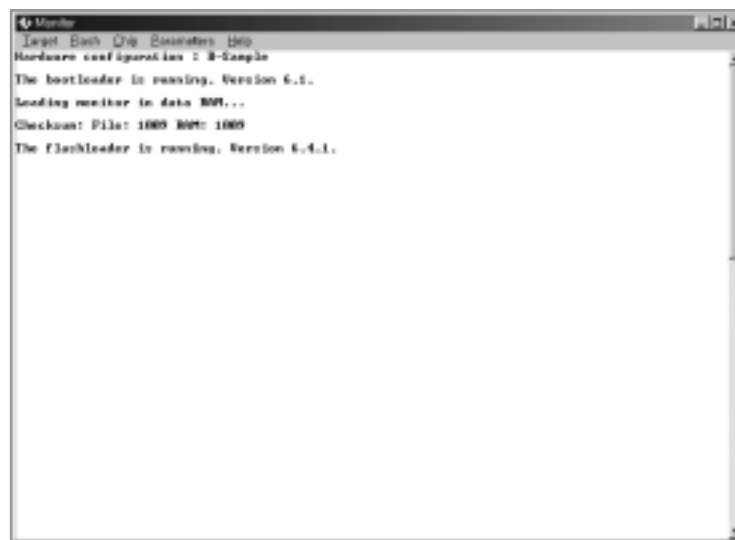 Monitor
Target Flash Chip Parameters Help
Hardware configuration : B-Sample
The bootloader is running. Version 6.1.
Loading monitor in data RAM...
Checksum: File: 1009 RAM: 1009
The flashloader is running. Version 6.4.1.